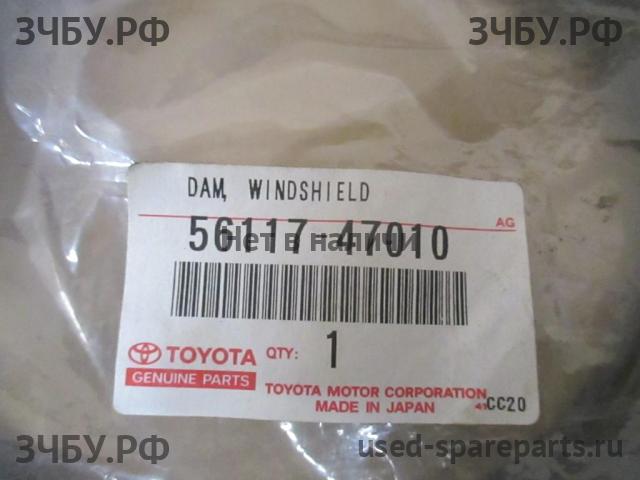 ЗЧБУ.РФ ЗЧБУ.РФ
DAM, WINDSHIELD
AG
56117-47010
нет в наличии
TOYOTA QTY: 1
GENUINE PARTS
TOYOTA MOTOR CORPORATION
MADE IN JAPAN
41 CC20
ЗЧБУ.РФ used-spareparts.ru